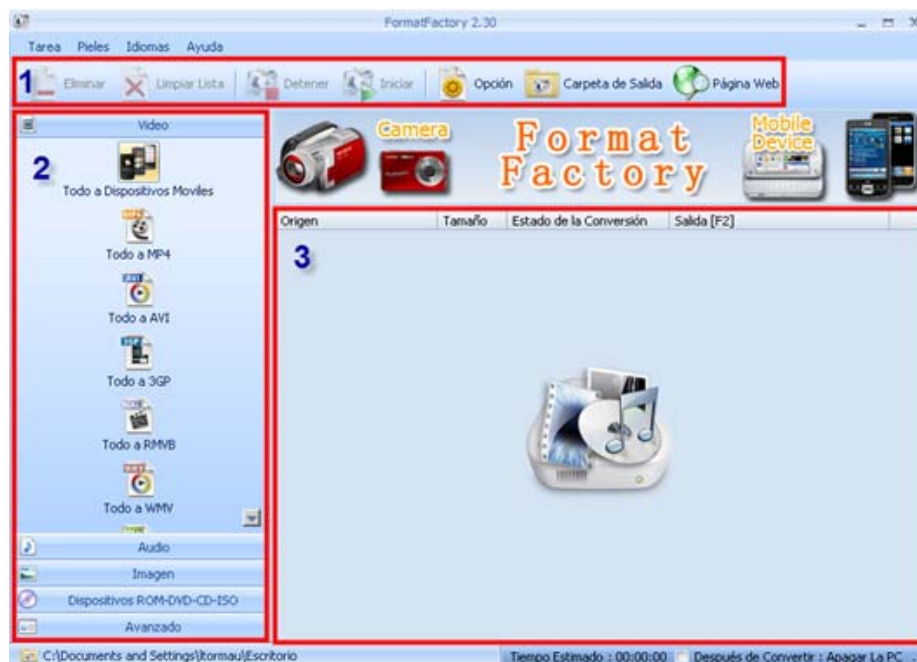 FormatFactory 2.30
Tarea Pieles Idiomas Ayuda
1 Eliminar Limpiar Lista Detener Iniciar Opción Carpeta de Salida Página Web
Video
2
Todo a Dispositivos Moviles
Todo a MP4
AVI
Todo a AVI
3GP
Todo a 3GP
Todo a RMVB
WMV
Todo a WMV
Audio
Imagen
Dispositivos ROM-DVD-CD-ISO
Avanzado
Camera
Format Factory
Mobile Device
Origen Tamaño Estado de la Conversión Salida [F2]
3
C:\Documents and Settings\ltormau\Escritorio Tiempo Estimado : 00:00:00 Después de Convertir : Apagar La PC